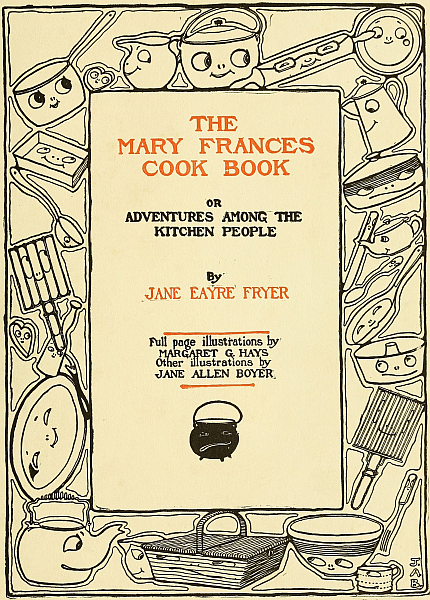 THE
MARY FRANCES
COOK BOOK
OR
ADVENTURES AMONG THE
KITCHEN PEOPLE
By
JANE EAYRE FRYER
Full page illustrations by
MARGARET G. HAYS
Other illustrations by
JANE ALLEN BOYER
J
A
B.